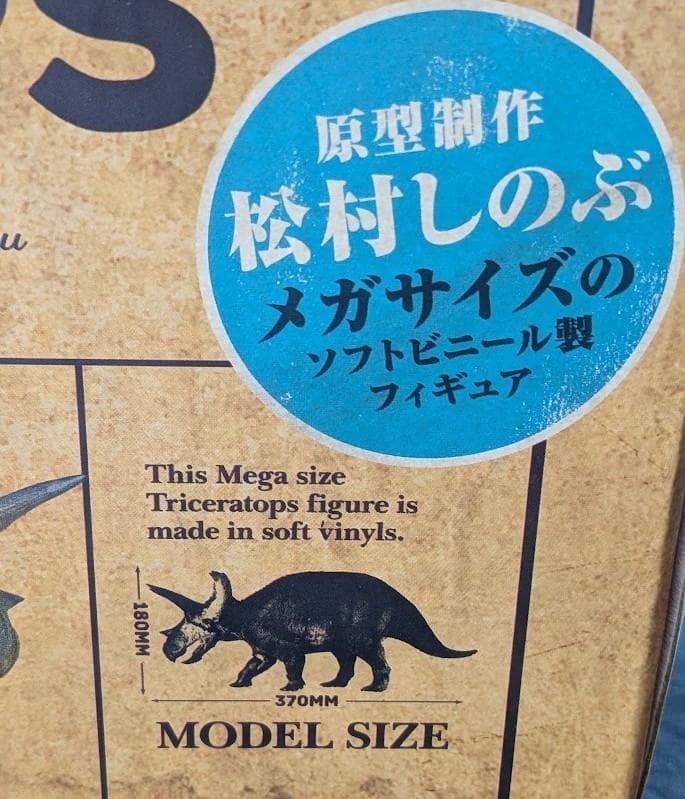 原型制作
松村しのぶ
メガサイズの
ソフトビニール製
フィギュア
This Mega size
Triceratops figure is
made in soft vinyls.
180MM
370MM
MODEL SIZE